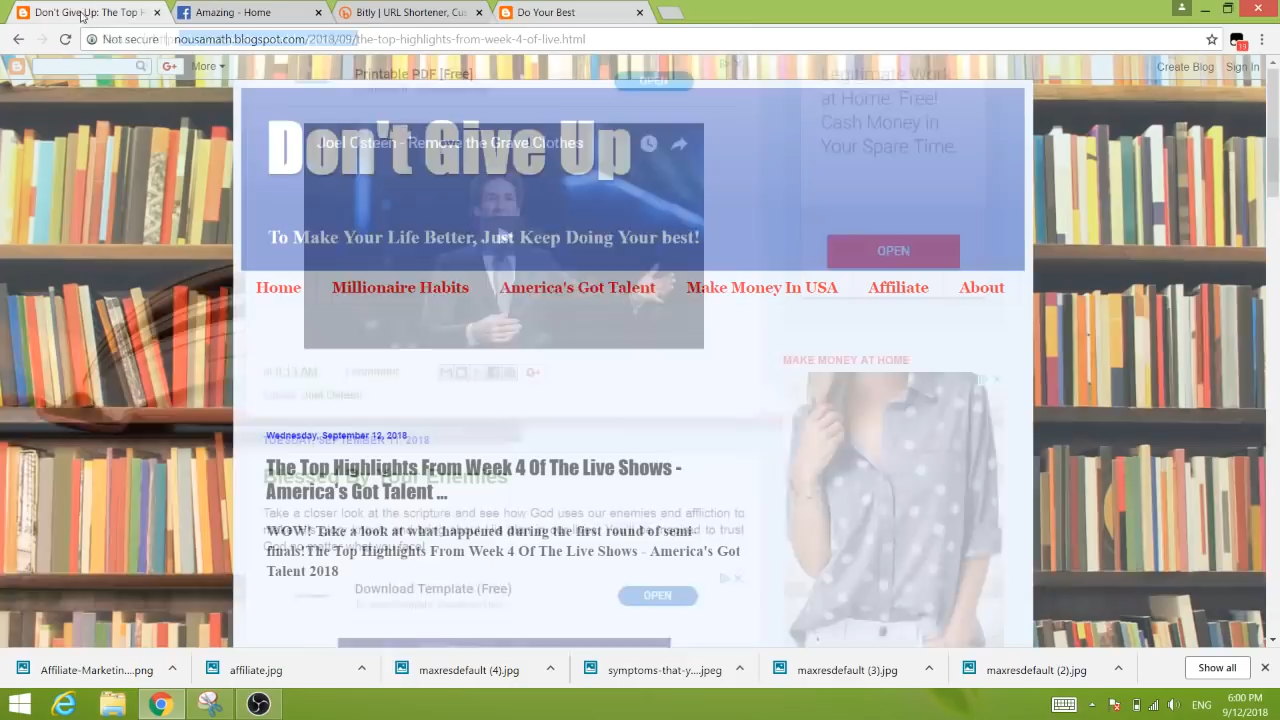 Don't Give Up: The Top H
Amazing - Home
Bitly | URL Shortener, Cus
Do Your Best
Not secure | nousamath.blogspot.com/2018/09/the-top-highlights-from-week-4-of-live.html
More
Create Blog
Sign In
Printable PDF [Free]
OPEN
Legitimate Work
at Home. Free!
Cash Money in
Your Spare Time.
OPEN
Don't Give Up
Joel Osteen - Remove the Grave Clothes
To Make Your Life Better, Just Keep Doing Your best!
Home
Millionaire Habits
America's Got Talent
Make Money In USA
Affiliate
About
MAKE MONEY AT HOME
Joel Osteen
Wednesday, September 12, 2018
TUESDAY, SEPTEMBER 11, 2018
The Top Highlights From Week 4 Of The Live Shows -
America's Got Talent ...
Blessed By Your Enemies
Take a closer look at the scripture and see how God uses our enemies and affliction to
WOW! Take a look at what happened during the first round of semi-
finals! The Top Highlights From Week 4 Of The Live Shows - America's Got
Talent 2018
Download Template (Free)
OPEN
Affiliate-Marketin....png
affiliate.jpg
maxresdefault (4).jpg
symptoms-that-y....jpeg
maxresdefault (3).jpg
maxresdefault (2).jpg
Show all
ENG
6:00 PM
9/12/2018